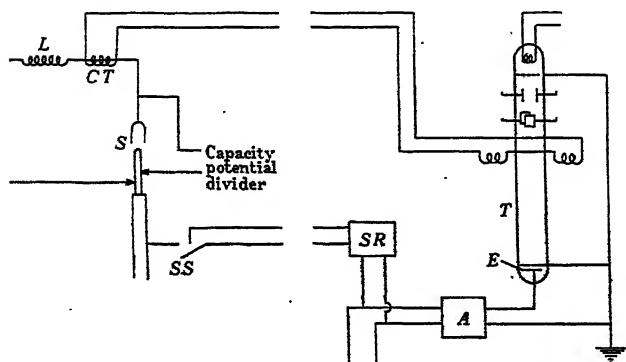 L
CT
S
Capacity
potential
divider
T
SS
SR
E
A